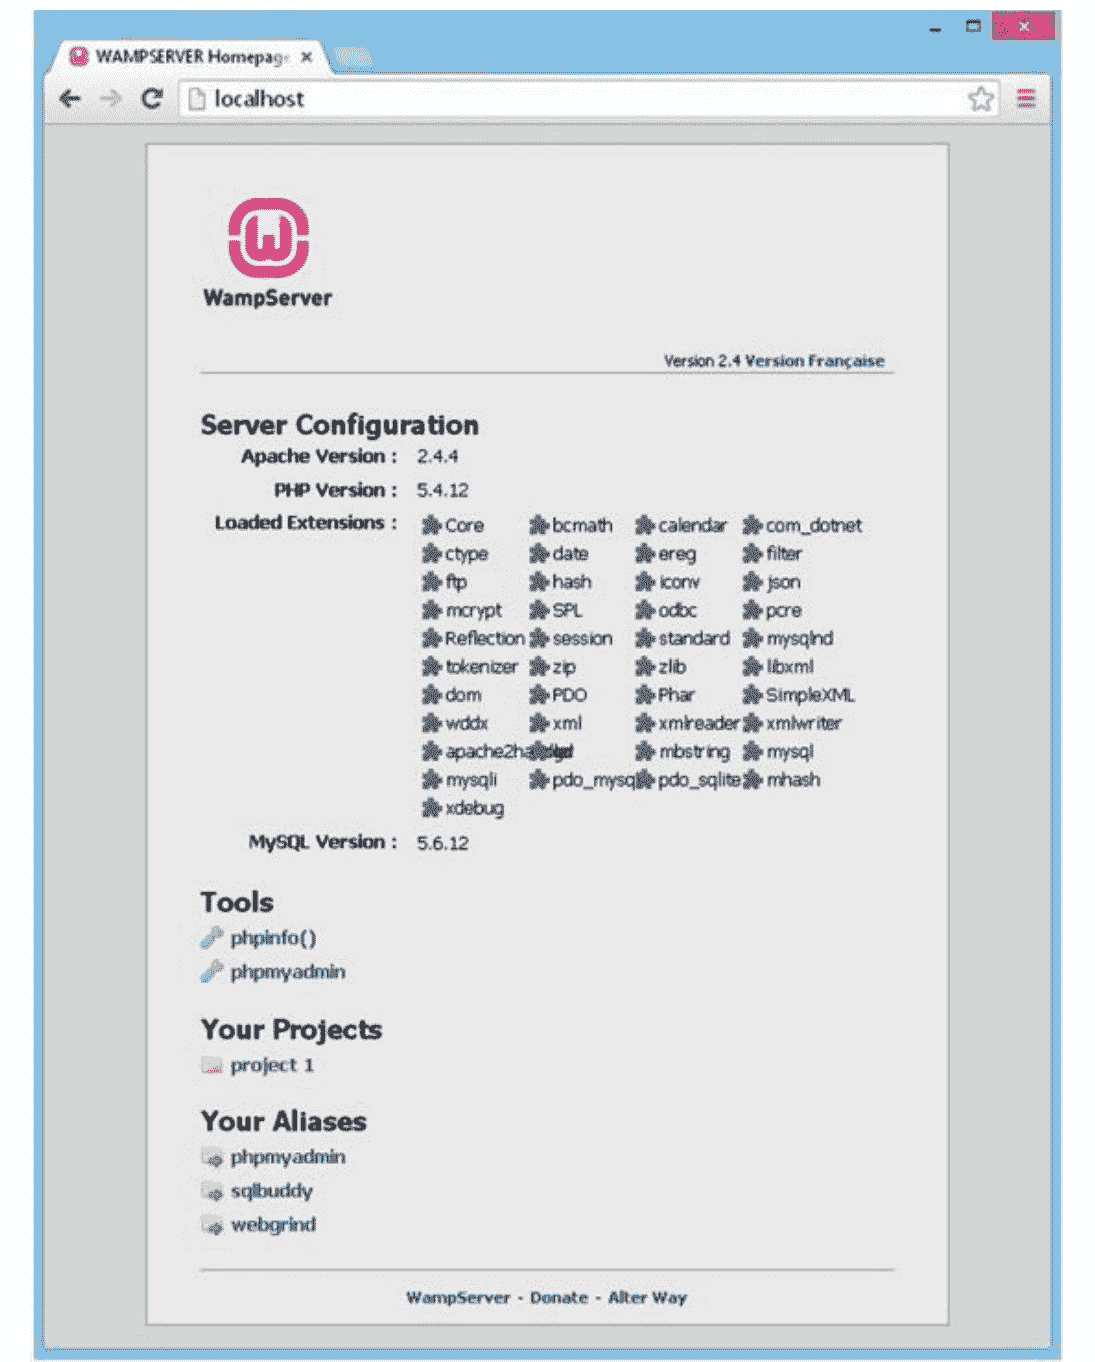 WAMPSERVER Homepage
localhost
WampServer
Version 2.4 Version Française
Server Configuration
Apache Version : 2.4.4
PHP Version : 5.4.12
Loaded Extensions : Core bcmath calendar com_dotnet
ctype date ereg filter
ftp hash iconv json
mcrypt SPL odbc pcre
Reflection session standard mysqlnd
tokenizer zip zlib libxml
dom PDO Phar SimpleXML
wddx xml xmlreader xmlwriter
mbstring mysql
mysqli pdo_mysql pdo_sqlite mhash
xdebug
MySQL Version : 5.6.12
Tools
phpinfo()
phpmyadmin
Your Projects
project 1
Your Aliases
phpmyadmin
sqlbuddy
webgrind
WampServer - Donate - Alter Way